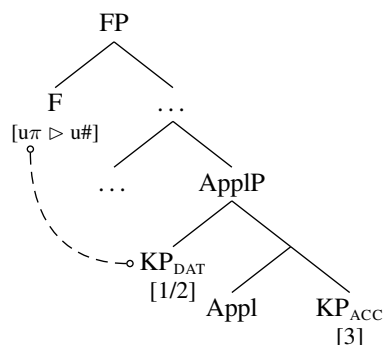 FP
F …
[uπ ▷ u#]
… ApplP
KP_DAT
[1/2] Appl KP_ACC
[3]